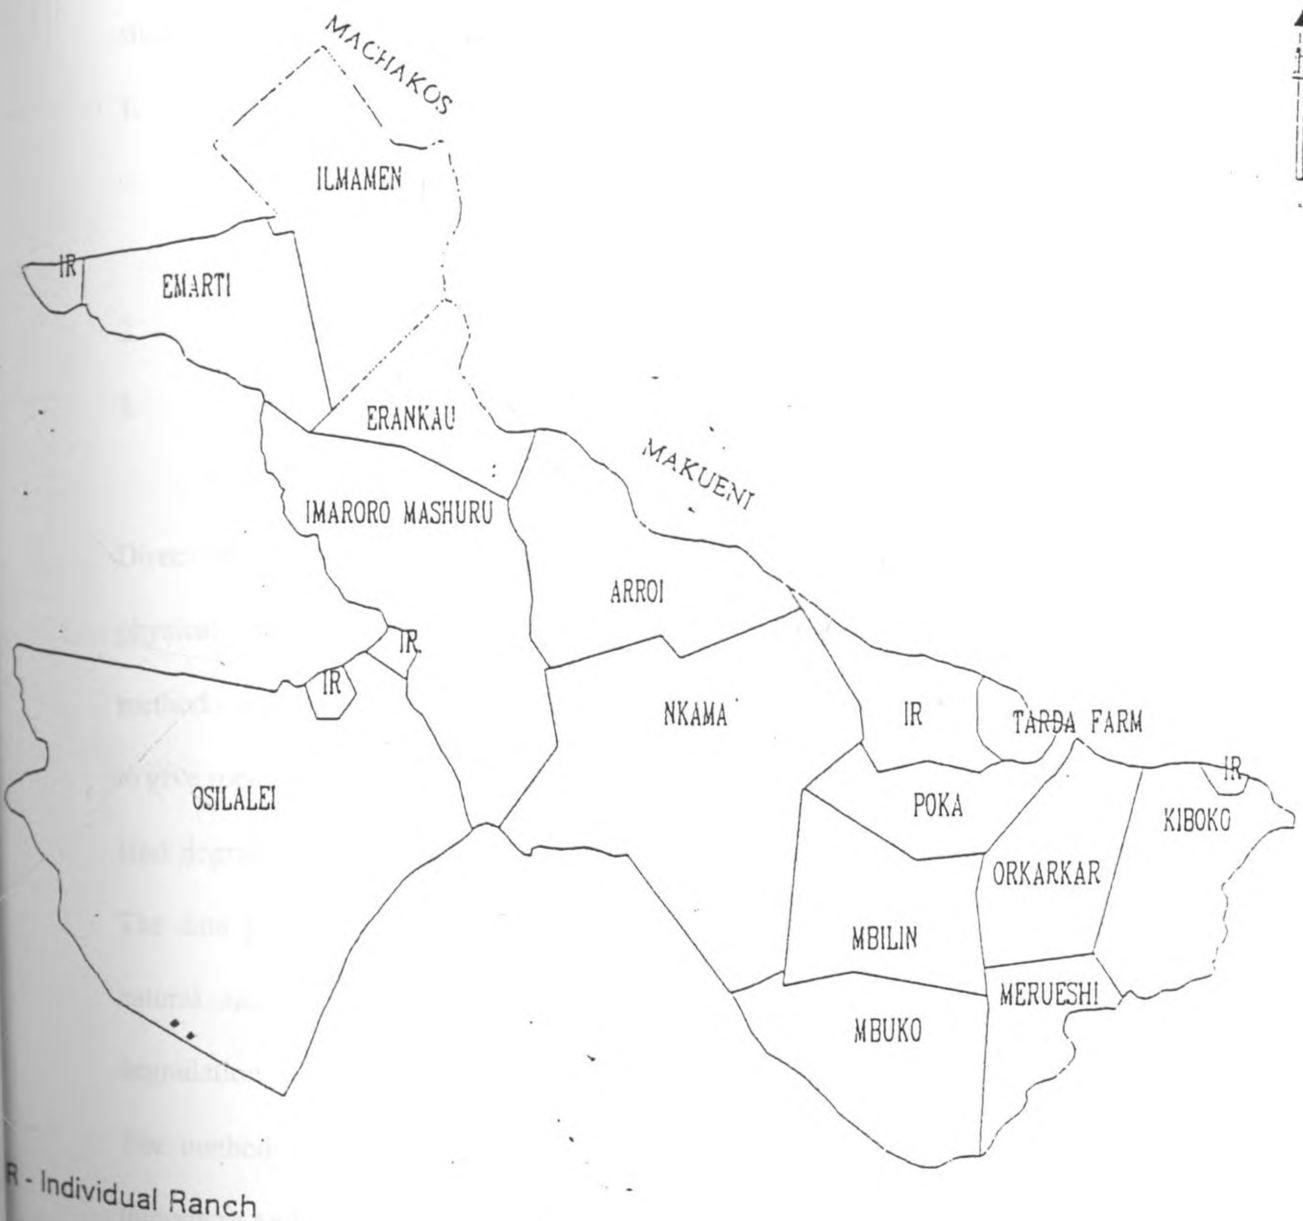 MACHAKOS
ILMAMEN
IR
EMARTI
ERANKAU
MAKUENI
IMARORO MASHURU
ARROI
IR
IR
NKAMA
IR
TARDA FARM
IR
OSILALEI
POKA
KIBOKO
ORKARKAR
MBILIN
MERUESHI
MBUKO
R - Individual Ranch